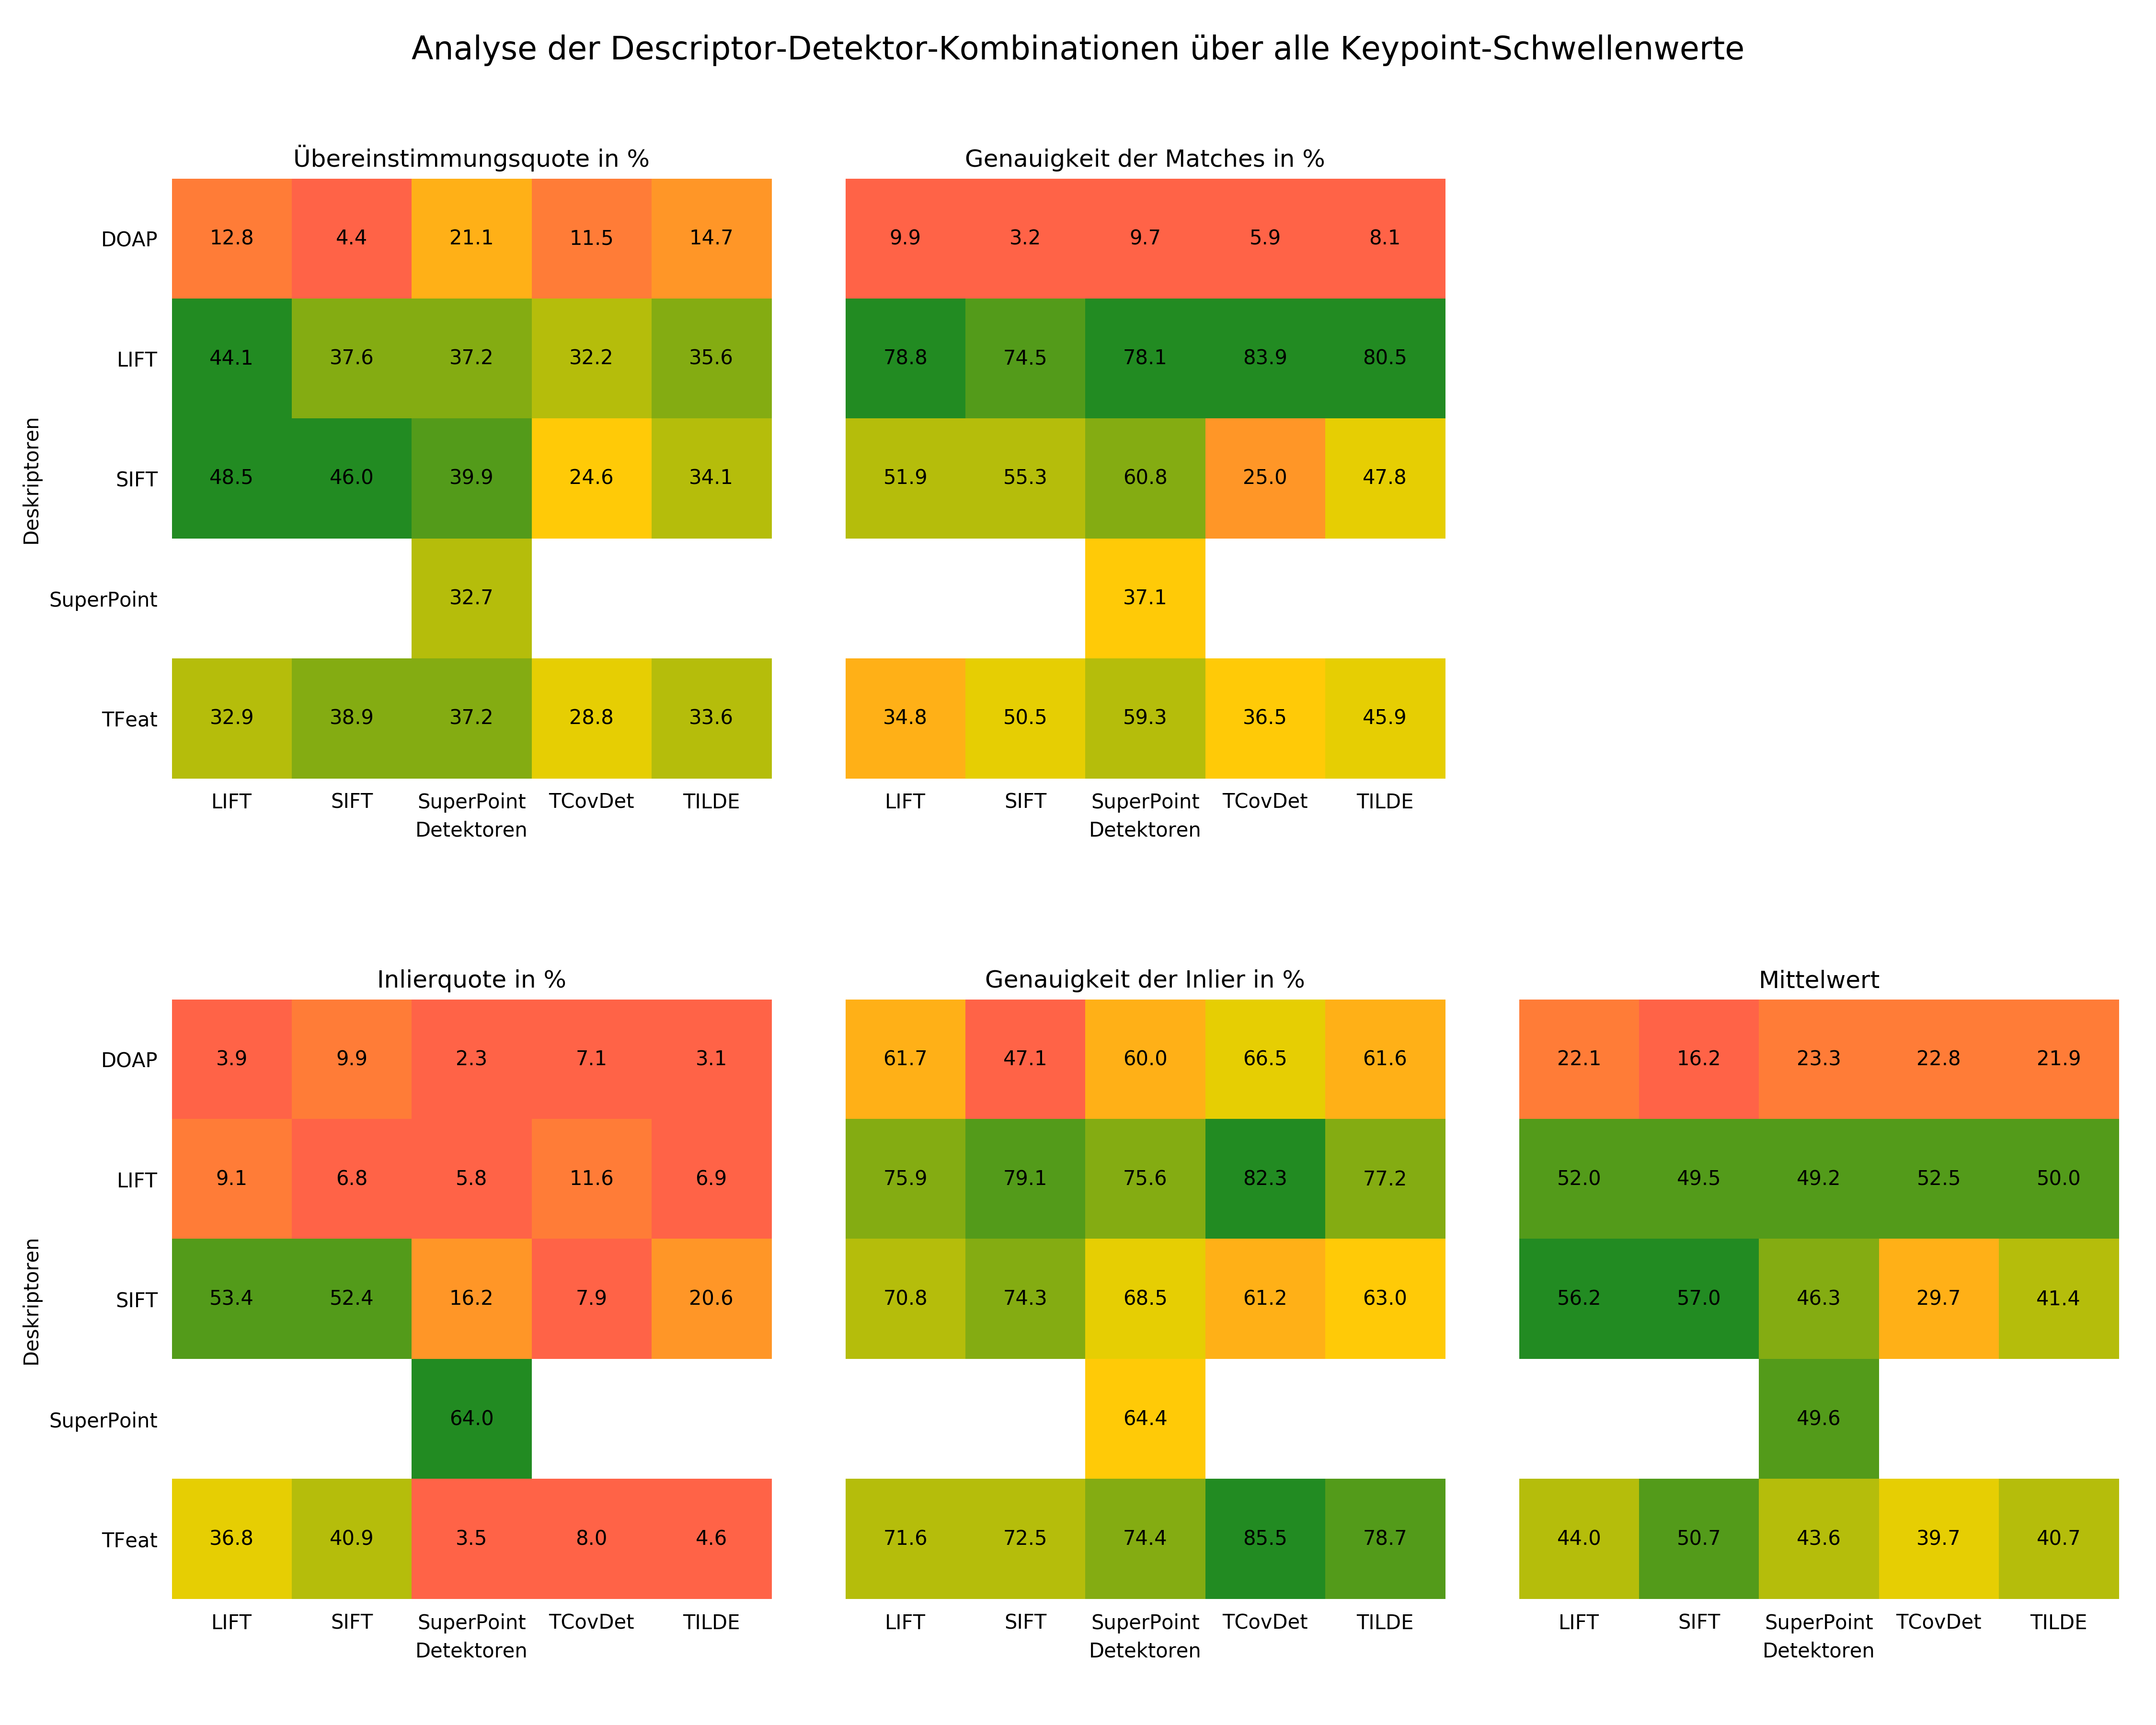 Analyse der Descriptor-Detektor-Kombinationen über alle Keypoint-Schwellenwerte
Übereinstimmungsquote in %
Deskriptoren
DOAP 12.8 4.4 21.1 11.5 14.7
LIFT 44.1 37.6 37.2 32.2 35.6
SIFT 48.5 46.0 39.9 24.6 34.1
SuperPoint 32.7
TFeat 32.9 38.9 37.2 28.8 33.6
LIFT SIFT SuperPoint TCovDet TILDE
Detektoren
Genauigkeit der Matches in %
9.9 3.2 9.7 5.9 8.1
78.8 74.5 78.1 83.9 80.5
51.9 55.3 60.8 25.0 47.8
37.1
34.8 50.5 59.3 36.5 45.9
LIFT SIFT SuperPoint TCovDet TILDE
Detektoren
Inlierquote in %
Deskriptoren
DOAP 3.9 9.9 2.3 7.1 3.1
LIFT 9.1 6.8 5.8 11.6 6.9
SIFT 53.4 52.4 16.2 7.9 20.6
SuperPoint 64.0
TFeat 36.8 40.9 3.5 8.0 4.6
LIFT SIFT SuperPoint TCovDet TILDE
Detektoren
Genauigkeit der Inlier in %
61.7 47.1 60.0 66.5 61.6
75.9 79.1 75.6 82.3 77.2
70.8 74.3 68.5 61.2 63.0
64.4
71.6 72.5 74.4 85.5 78.7
LIFT SIFT SuperPoint TCovDet TILDE
Detektoren
Mittelwert
22.1 16.2 23.3 22.8 21.9
52.0 49.5 49.2 52.5 50.0
56.2 57.0 46.3 29.7 41.4
49.6
44.0 50.7 43.6 39.7 40.7
LIFT SIFT SuperPoint TCovDet TILDE
Detektoren